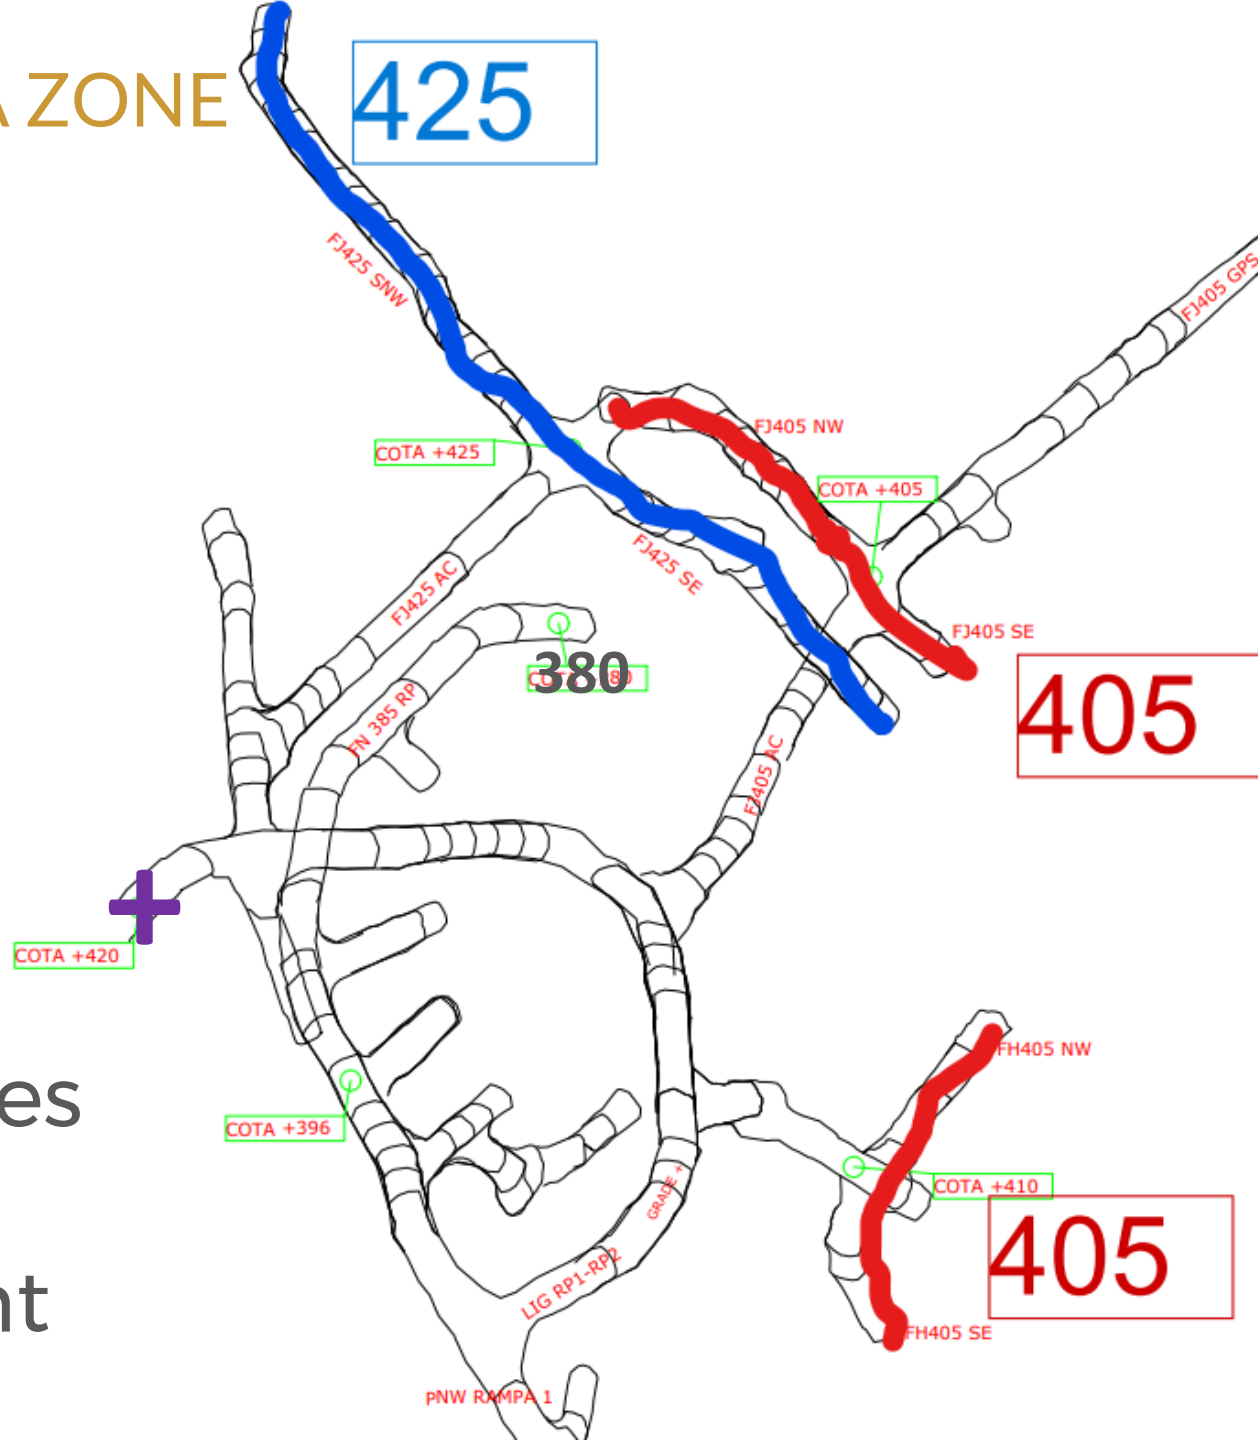 425
A ZONE
FJ425 SNW
FJ405 GPS
FJ405 NW
COTA +425
COTA +405
FJ425 SE
FJ425 AC
FJ405 SE
380
FN 385 RP
405
FJ405 AC
COTA +420
FH405 NW
es
COTA +396
COTA +410
GRADE +
405
LIG RP1-RP2
nt
FH405 SE
pNW RAMPA 1